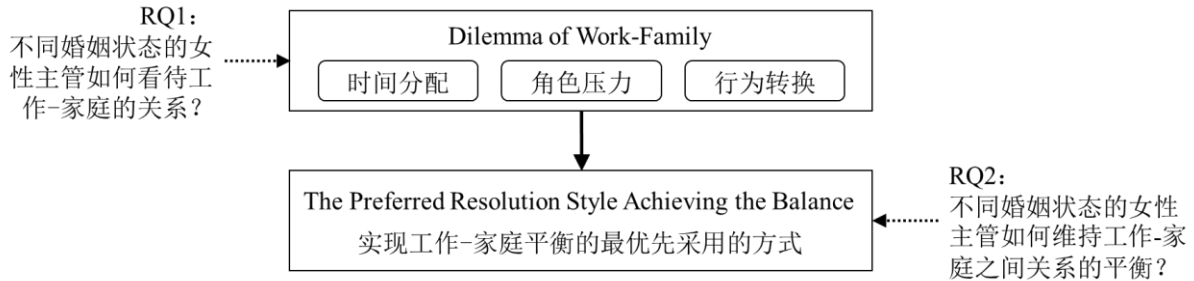 RQ1：
不同婚姻状态的女
性主管如何看待工
作-家庭的关系？
Dilemma of Work-Family
时间分配
角色压力
行为转换
The Preferred Resolution Style Achieving the Balance
实现工作-家庭平衡的最优先采用的方式
RQ2：
不同婚姻状态的女性
主管如何维持工作-家
庭之间关系的平衡？